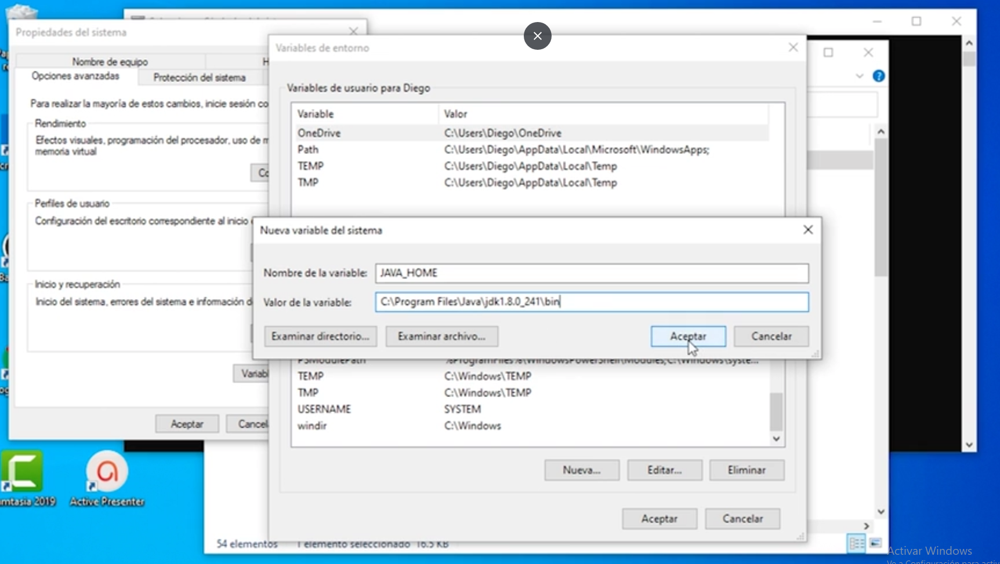 Propiedades del sistema
Nombre de equipo
H
Opciones avanzadas
Protección del sistema
Para realizar la mayoría de estos cambios, inicie sesión co
Rendimiento
Efectos visuales, programación del procesador, uso de m
memoria virtual
Co
Perfiles de usuario
Configuración del escritorio correspondiente al inicio
Inicio y recuperación
Inicio del sistema, errores del sistema e información d
Variabl
Aceptar
Cancel
Variables de entorno
Variables de usuario para Diego
Variable Valor
OneDrive C:\Users\Diego\OneDrive
Path C:\Users\Diego\AppData\Local\Microsoft\WindowsApps;
TEMP C:\Users\Diego\AppData\Local\Temp
TMP C:\Users\Diego\AppData\Local\Temp
Nueva variable del sistema
Nombre de la variable: JAVA_HOME
Valor de la variable: C:\Program Files\Java\jdk1.8.0_241\bin
Examinar directorio... Examinar archivo... Aceptar Cancelar
PSModulePath %ProgramFiles%\WindowsPowerShell\Modules;C:\Windows\syste...
TEMP C:\Windows\TEMP
TMP C:\Windows\TEMP
USERNAME SYSTEM
windir C:\Windows
Nueva... Editar... Eliminar
Aceptar Cancelar
54 elementos 1 elemento seleccionado 16.5 KB
mtasia 2019
Active Presenter
Activar Windows